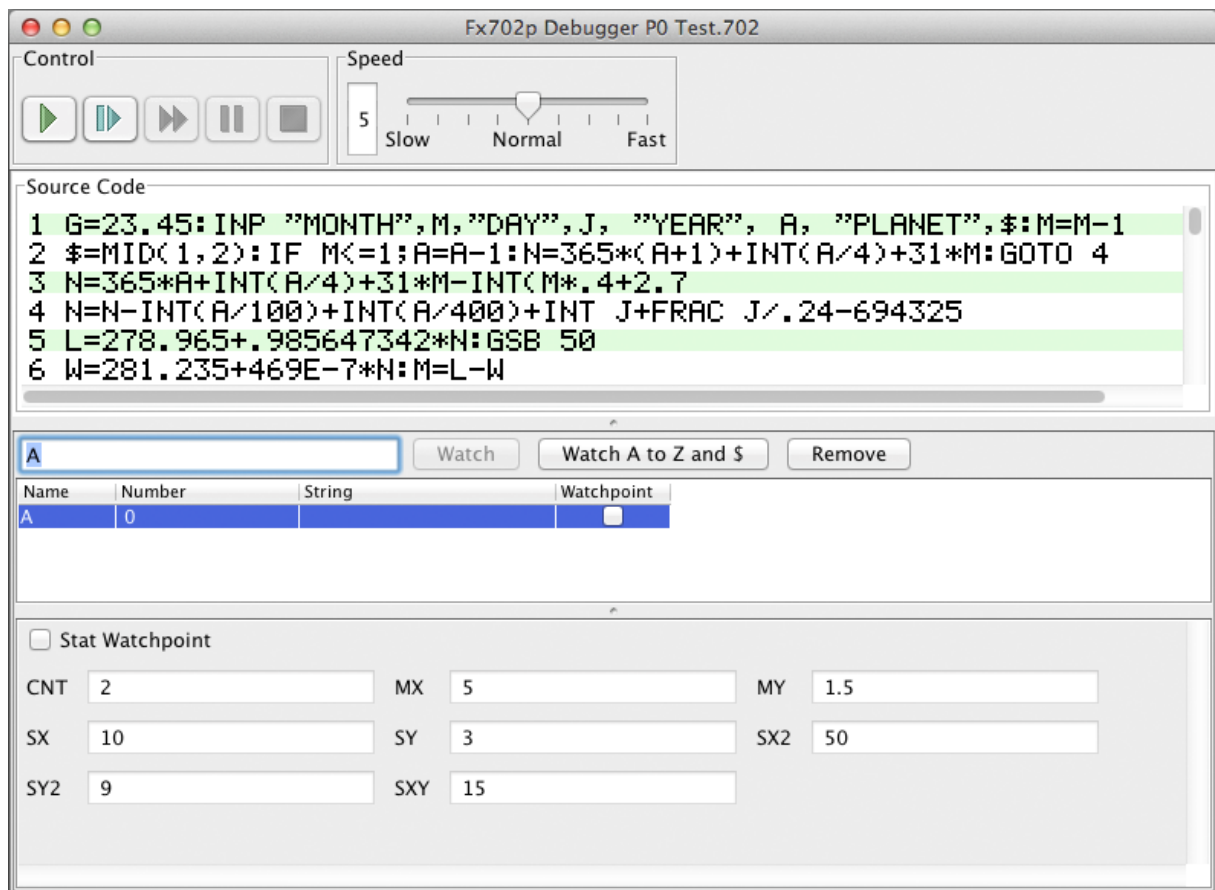 Fx702p Debugger P0 Test.702
Control
Speed
5
Slow Normal Fast
Source Code
1 G=23.45:INP "MONTH",M,"DAY",J, "YEAR", A, "PLANET",$:M=M-1
2 $=MID(1,2):IF M<=1;A=A-1:N=365*(A+1)+INT(A/4)+31*M:GOTO 4
3 N=365*A+INT(A/4)+31*M-INT(M*.4+2.7
4 N=N-INT(A/100)+INT(A/400)+INT J+FRAC J/.24-694325
5 L=278.965+.985647342*N:GSB 50
6 W=281.235+469E-7*N:M=L-W
A Watch Watch A to Z and $ Remove
Name Number String Watchpoint
A 0
Stat Watchpoint
CNT 2 MX 5 MY 1.5
SX 10 SY 3 SX2 50
SY2 9 SXY 15